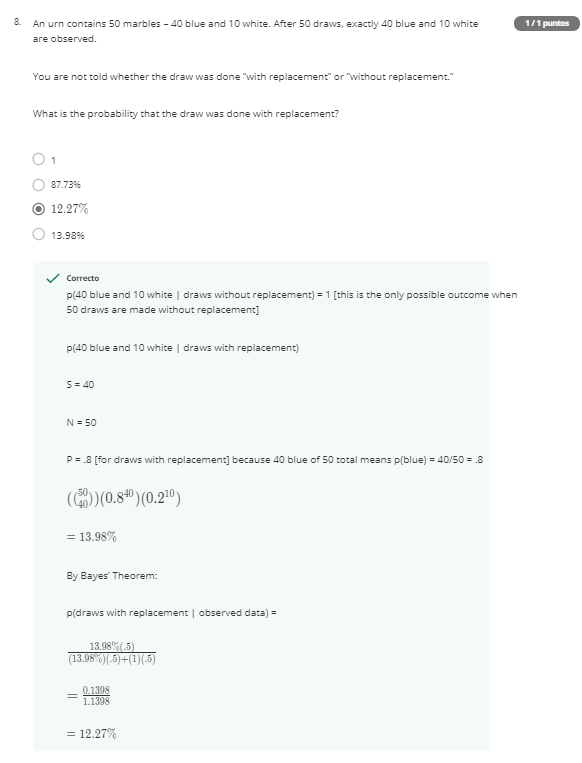 8. An urn contains 50 marbles – 40 blue and 10 white. After 50 draws, exactly 40 blue and 10 white
1 / 1 puntos
are observed.
You are not told whether the draw was done "with replacement" or "without replacement."
What is the probability that the draw was done with replacement?
1
87.73%
12.27%
13.98%
Correcto
p(40 blue and 10 white | draws without replacement) = 1 [this is the only possible outcome when
50 draws are made without replacement]
p(40 blue and 10 white | draws with replacement)
S = 40
N = 50
P = .8 [for draws with replacement] because 40 blue of 50 total means p(blue) = 40/50 = .8
((50 40))(0.8^40)(0.2^10)
= 13.98%
By Bayes' Theorem:
p(draws with replacement | observed data) =
13.98%(.5)
(13.98%)(.5)+(1)(.5)
= 0.1398
1.1398
= 12.27%